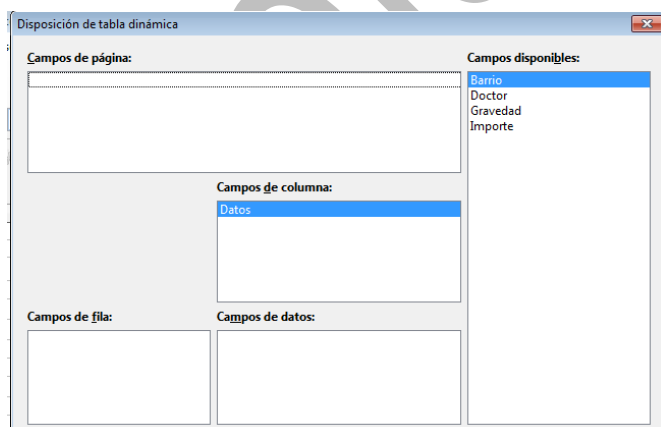 Disposición de tabla dinámica
Campos de página:
Campos disponibles:
Barrio
Doctor
Gravedad
Importe
Campos de columna:
Datos
Campos de fila:
Campos de datos: